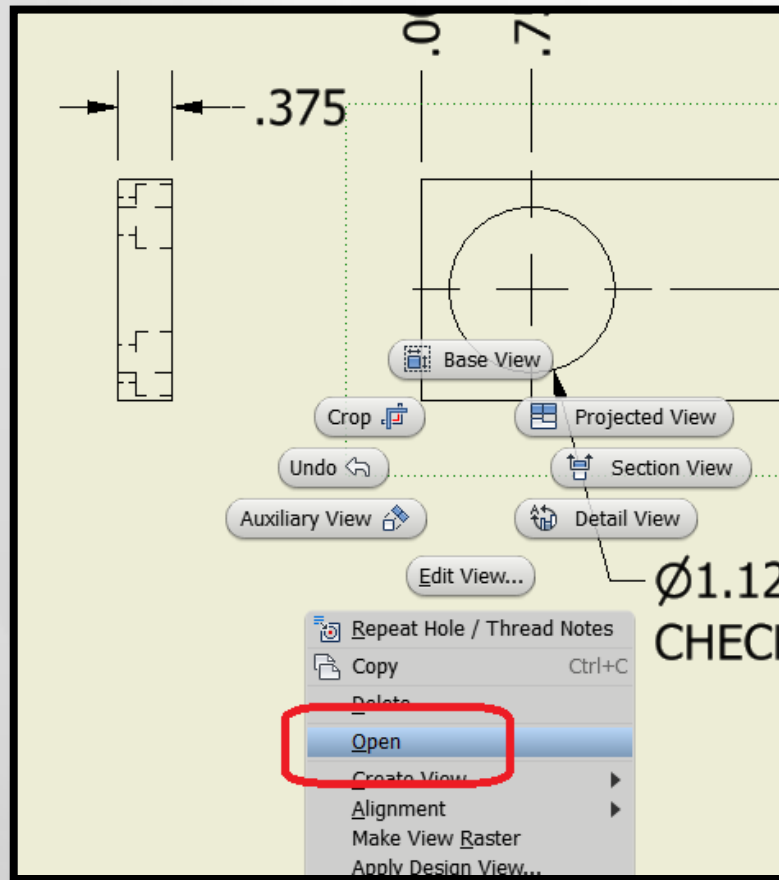 .375
Base View
Crop
Projected View
Undo
Section View
Auxiliary View
Detail View
Edit View...
Ø1.12
Repeat Hole / Thread Notes
Copy Ctrl+C
Delete
Open
Create View
Alignment
Make View Raster
Apply Design View...